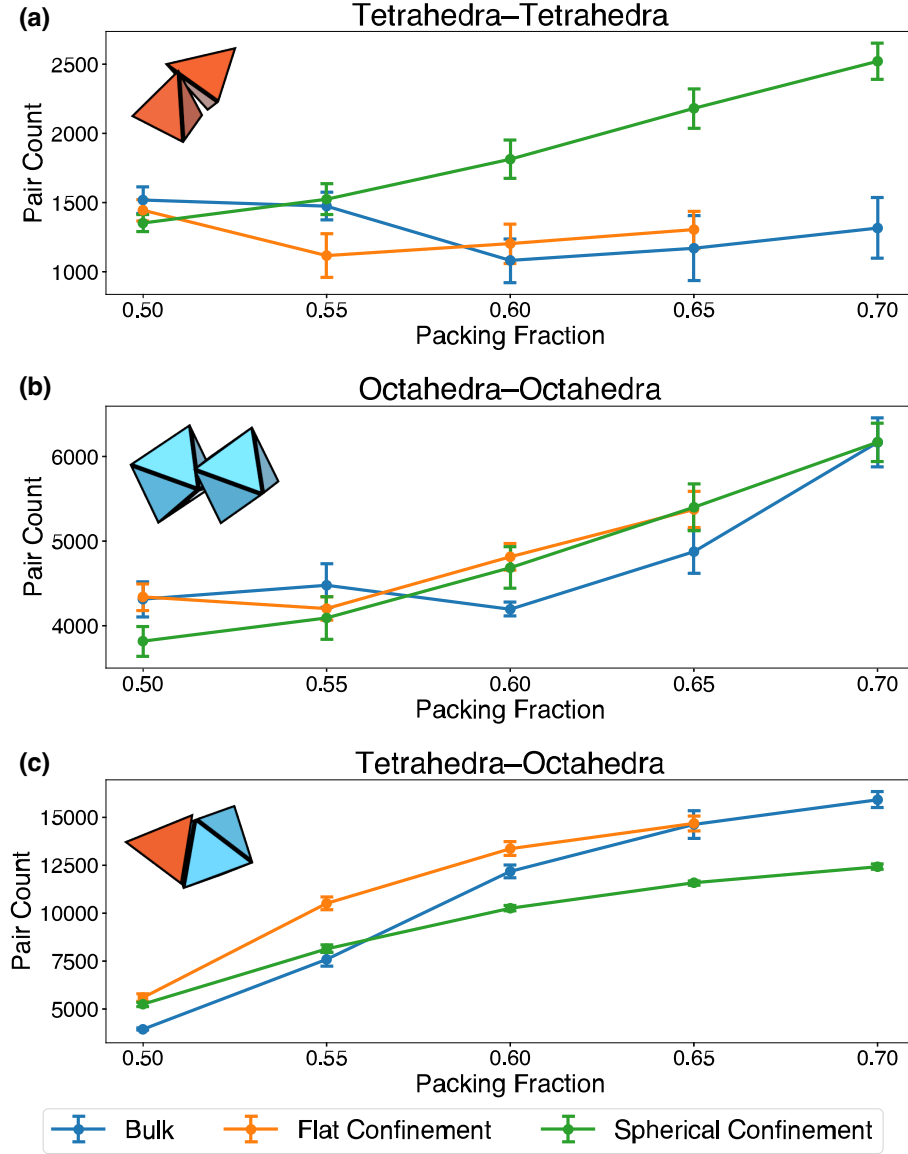 (a)
Tetrahedra–Tetrahedra
Pair Count
2500
2000
1500
1000
0.50 0.55 0.60 0.65 0.70
Packing Fraction
(b)
Octahedra–Octahedra
Pair Count
6000
5000
4000
0.50 0.55 0.60 0.65 0.70
Packing Fraction
(c)
Tetrahedra–Octahedra
Pair Count
15000
12500
10000
7500
5000
0.50 0.55 0.60 0.65 0.70
Packing Fraction
Bulk Flat Confinement Spherical Confinement